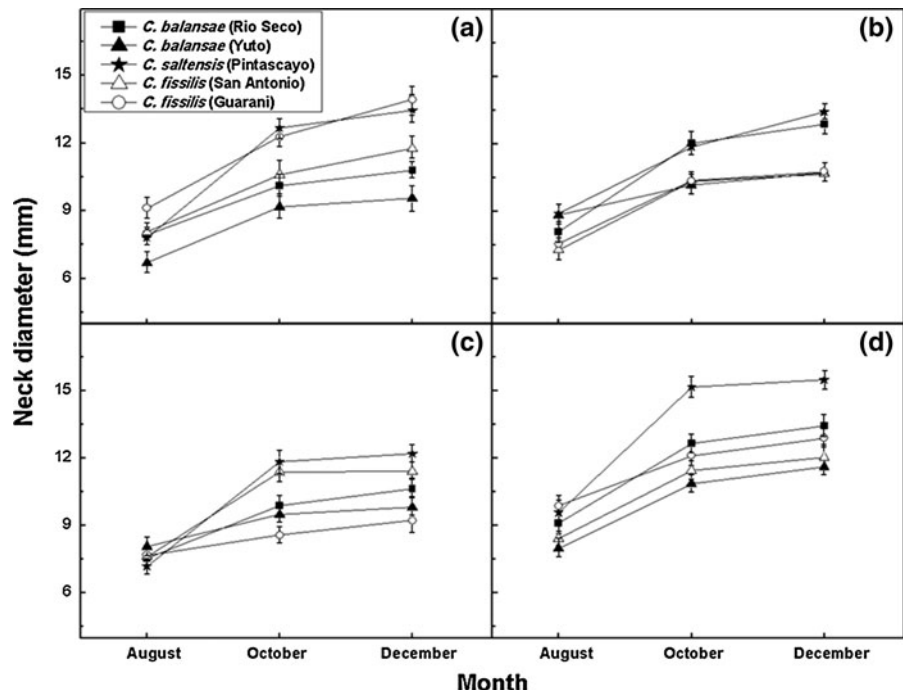 C. balansae (Rio Seco)
C. balansae (Yuto)
C. saltensis (Pintascayo)
C. fissilis (San Antonio)
C. fissilis (Guarani)
(a)
(b)
15
12
9
6
(c)
(d)
15
12
9
6
Neck diameter (mm)
August October December August October December
Month